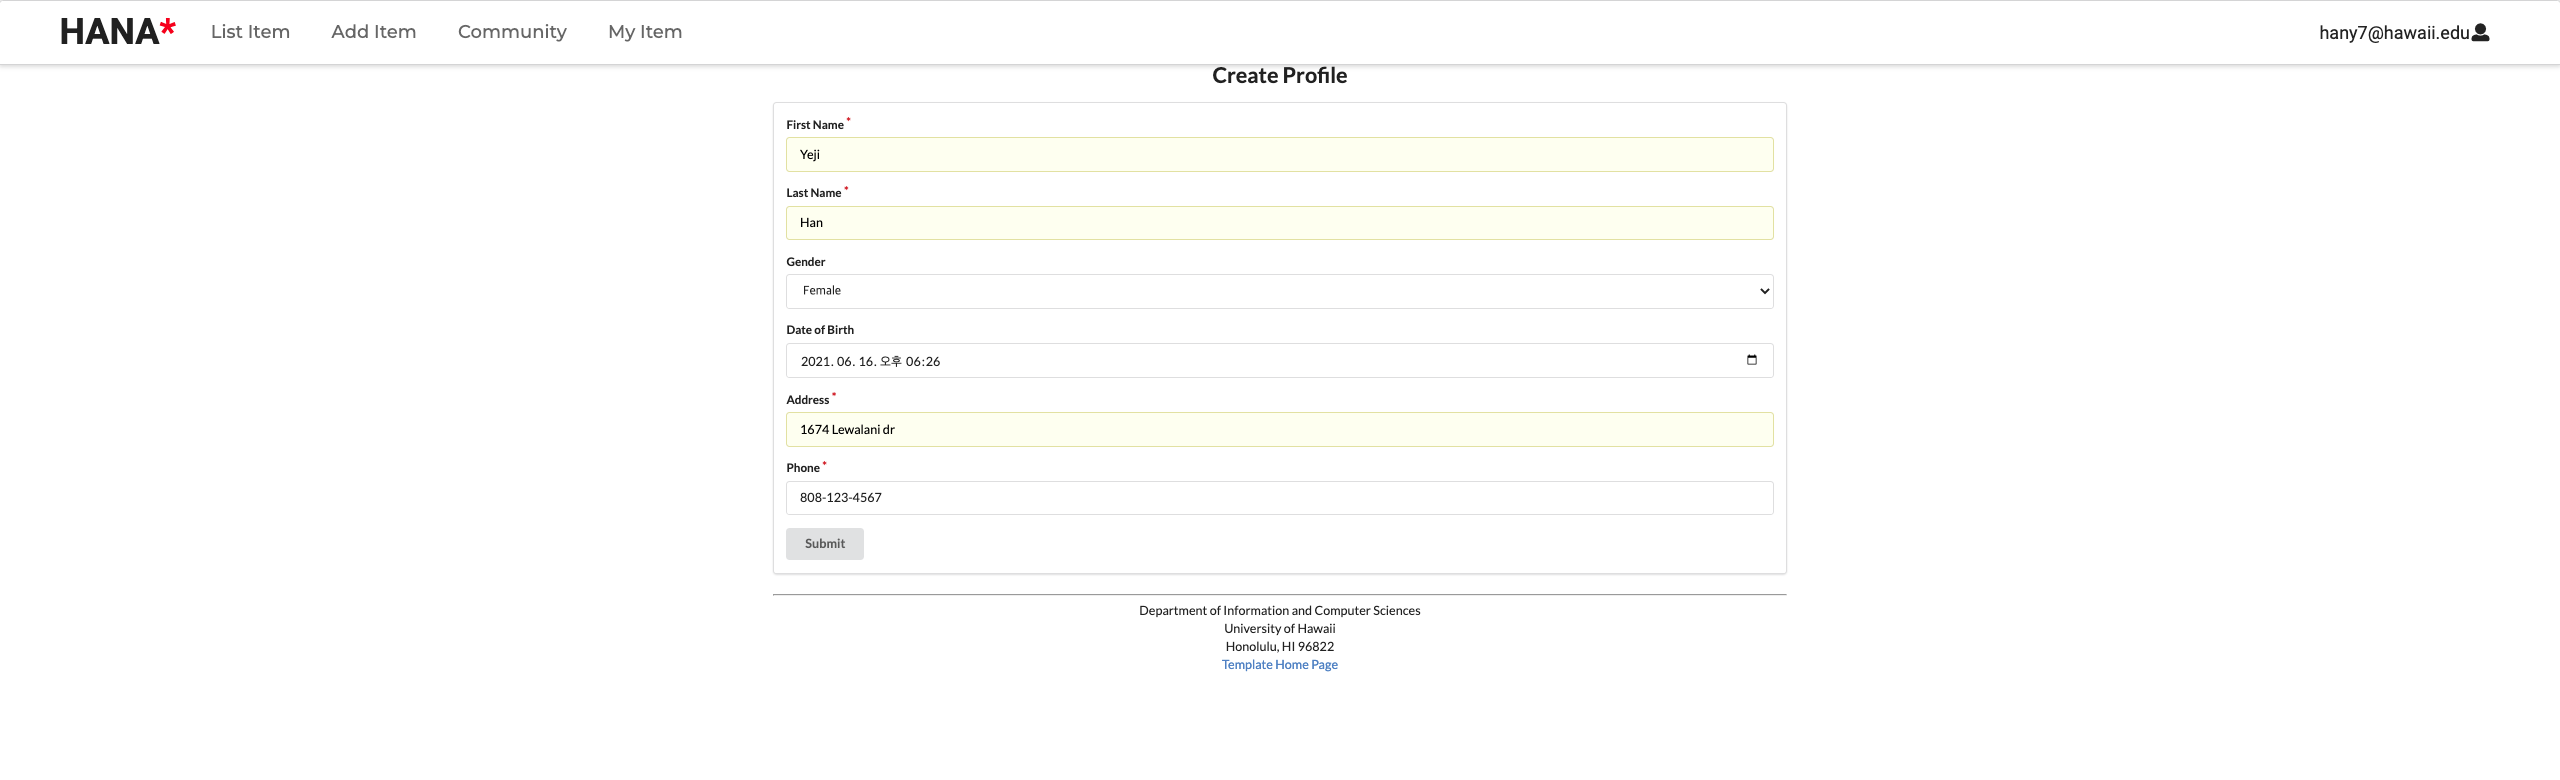 HANA* List Item Add Item Community My Item hany7@hawaii.edu
Create Profile
First Name *
Yeji
Last Name *
Han
Gender
Female
Date of Birth
2021. 06. 16. 오후 06:26
Address *
1674 Lewalani dr
Phone *
808-123-4567
Submit
Department of Information and Computer Sciences
University of Hawaii
Honolulu, HI 96822
Template Home Page